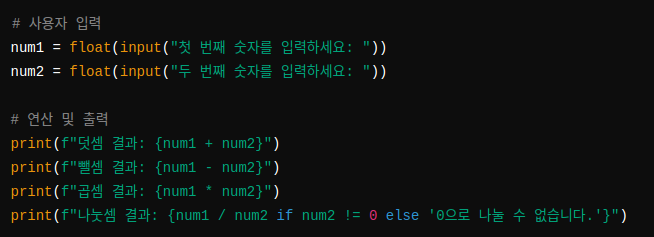 # 사용자 입력
num1 = float(input("첫 번째 숫자를 입력하세요: "))
num2 = float(input("두 번째 숫자를 입력하세요: "))
# 연산 및 출력
print(f"덧셈 결과: {num1 + num2}")
print(f"뺄셈 결과: {num1 - num2}")
print(f"곱셈 결과: {num1 * num2}")
print(f"나눗셈 결과: {num1 / num2 if num2 != 0 else '0으로 나눌 수 없습니다.'}")